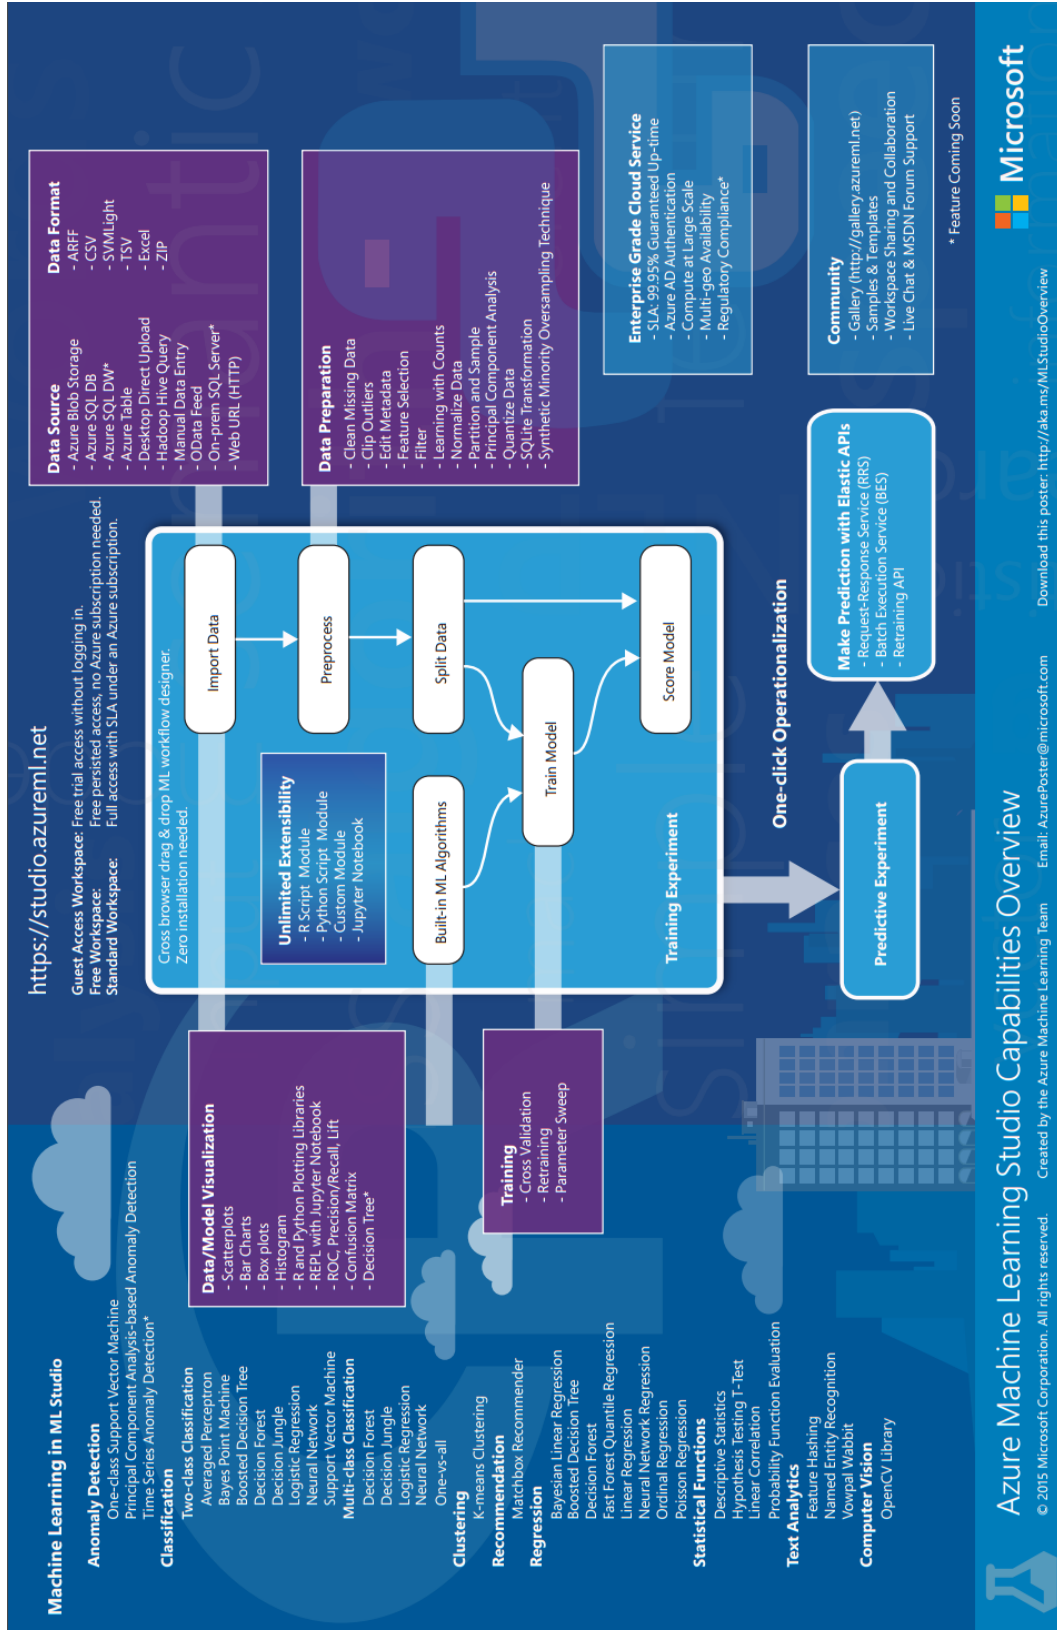 Machine Learning in ML Studio
Anomaly Detection
One-class Support Vector Machine
Principal Component Analysis-based Anomaly Detection
Time Series Anomaly Detection*
Classification
Two-class Classification
Averaged Perceptron
Bayes Point Machine
Boosted Decision Tree
Decision Forest
Decision Jungle
Logistic Regression
Neural Network
Support Vector Machine
Multi-class Classification
Decision Forest
Decision Jungle
Logistic Regression
Neural Network
One-vs-all
Clustering
K-means Clustering
Recommendation
Matchbox Recommender
Regression
Bayesian Linear Regression
Boosted Decision Tree
Decision Forest
Fast Forest Quantile Regression
Linear Regression
Neural Network Regression
Ordinal Regression
Poisson Regression
Statistical Functions
Descriptive Statistics
Hypothesis Testing T-Test
Linear Correlation
Probability Function Evaluation
Text Analytics
Feature Hashing
Named Entity Recognition
Vowpal Wabbit
Computer Vision
OpenCV Library
Data/Model Visualization
- Scatterplots
- Bar Charts
- Box plots
- Histogram
- R and Python Plotting Libraries
- REPL with Jupyter Notebook
- ROC, Precision/Recall, Lift
- Confusion Matrix
- Decision Tree*
Training
- Cross Validation
- Retraining
- Parameter Sweep
https://studio.azureml.net
Guest Access Workspace: Free trial access without logging in.
Free Workspace: Free persisted access, no Azure subscription needed.
Standard Workspace: Full access with SLA under an Azure subscription.
Cross browser drag & drop ML workflow designer.
Zero installation needed.
Import Data
Unlimited Extensibility
- R Script Module
- Python Script Module
- Custom Module
- Jupyter Notebook
Preprocess
Built-in ML Algorithms
Split Data
Train Model
Score Model
Training Experiment
One-click Operationalization
Predictive Experiment
Make Prediction with Elastic APIs
- Request-Response Service (RRS)
- Batch Execution Service (BES)
- Retraining API
Data Source
- Azure Blob Storage
- Azure SQL DB
- Azure SQL DW*
- Azure Table
- Desktop Direct Upload
- Hadoop Hive Query
- Manual Data Entry
- OData Feed
- On-prem SQL Server*
- Web URL (HTTP)
Data Format
- ARFF
- CSV
- SVMLight
- TSV
- Excel
- ZIP
Data Preparation
- Clean Missing Data
- Clip Outliers
- Edit Metadata
- Feature Selection
- Filter
- Learning with Counts
- Normalize Data
- Partition and Sample
- Principal Component Analysis
- Quantize Data
- SQLite Transformation
- Synthetic Minority Oversampling Technique
Enterprise Grade Cloud Service
- SLA: 99.95% Guaranteed Up-time
- Azure AD Authentication
- Compute at Large Scale
- Multi-geo Availability
- Regulatory Compliance*
Community
- Gallery (http://gallery.azureml.net)
- Samples & Templates
- Workspace Sharing and Collaboration
- Live Chat & MSDN Forum Support
* Feature Coming Soon
Azure Machine Learning Studio Capabilities Overview
Microsoft
© 2015 Microsoft Corporation. All rights reserved. Created by the Azure Machine Learning Team Email: AzurePoster@microsoft.com Download this poster: http://aka.ms/MLStudioOverview